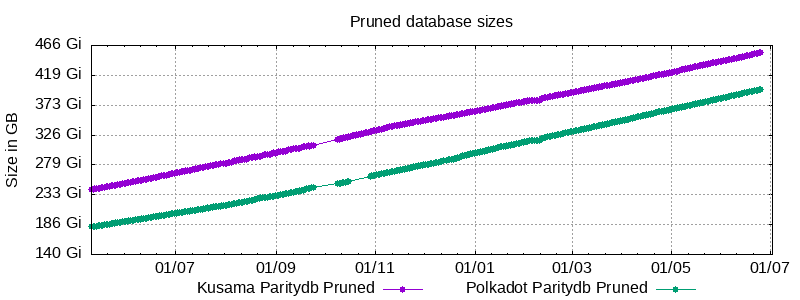 Pruned database sizes
466 Gi
419 Gi
373 Gi
326 Gi
279 Gi
233 Gi
186 Gi
140 Gi
Size in GB
01/07 01/09 01/11 01/01 01/03 01/05 01/07
Kusama Paritydb Pruned Polkadot Paritydb Pruned